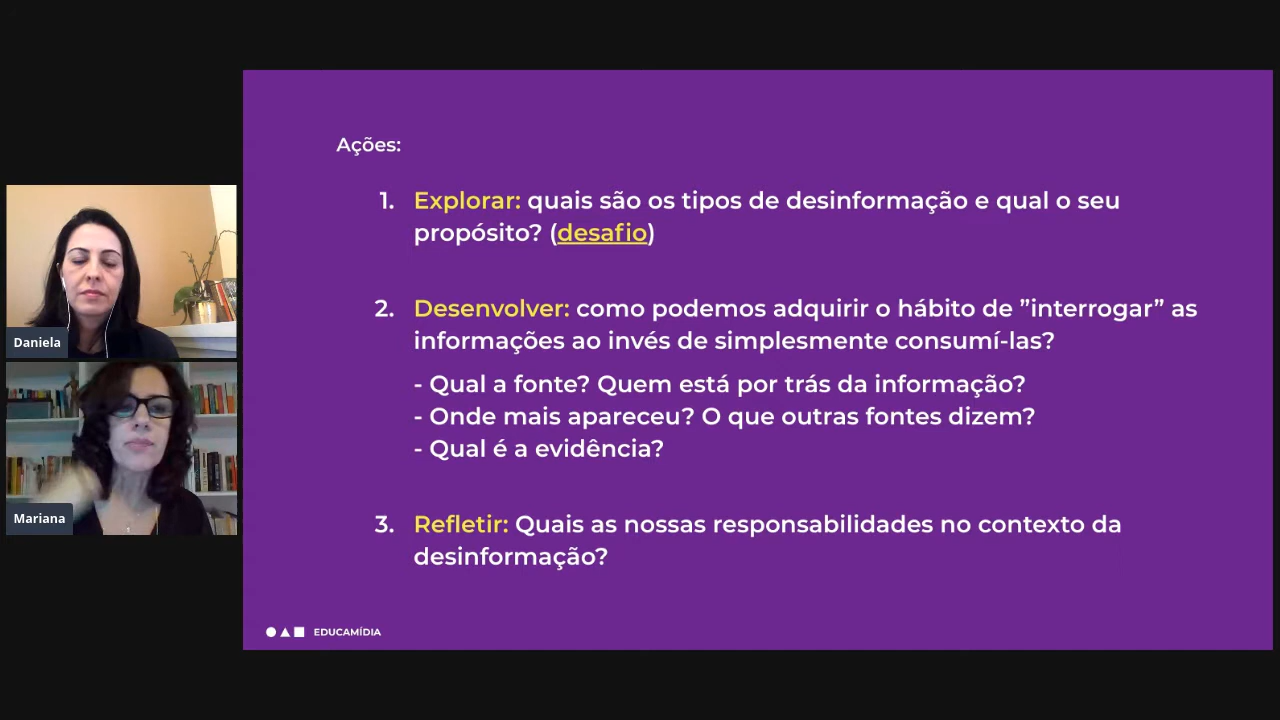 Ações:
1. Explorar: quais são os tipos de desinformação e qual o seu
propósito? (desafio)
2. Desenvolver: como podemos adquirir o hábito de ”interrogar” as
informações ao invés de simplesmente consumí-las?
- Qual a fonte? Quem está por trás da informação?
- Onde mais apareceu? O que outras fontes dizem?
- Qual é a evidência?
3. Refletir: Quais as nossas responsabilidades no contexto da
desinformação?
EDUCAMÍDIA
Daniela
Mariana